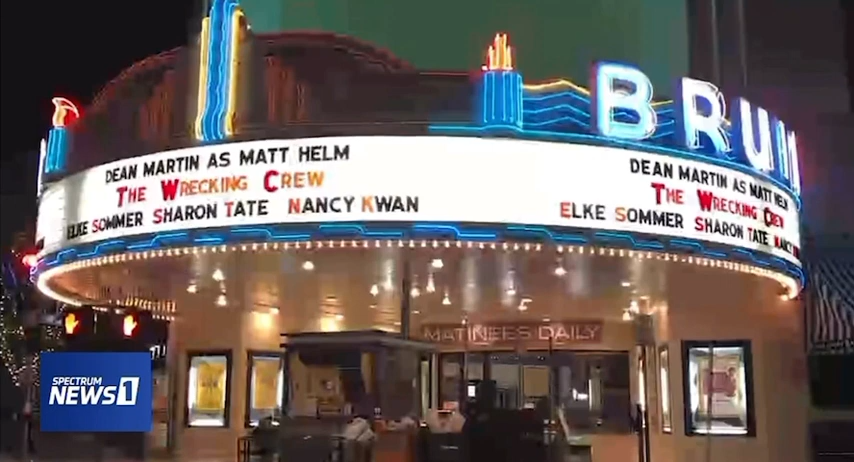 BRUIN
DEAN MARTIN AS MATT HELM
THE WRECKING CREW
ELKE SOMMER SHARON TATE NANCY KWAN
DEAN MARTIN AS MATT HELM
THE WRECKING CREW
ELKE SOMMER SHARON TATE NANCY
MATINEES DAILY
SPECTRUM
NEWS 1